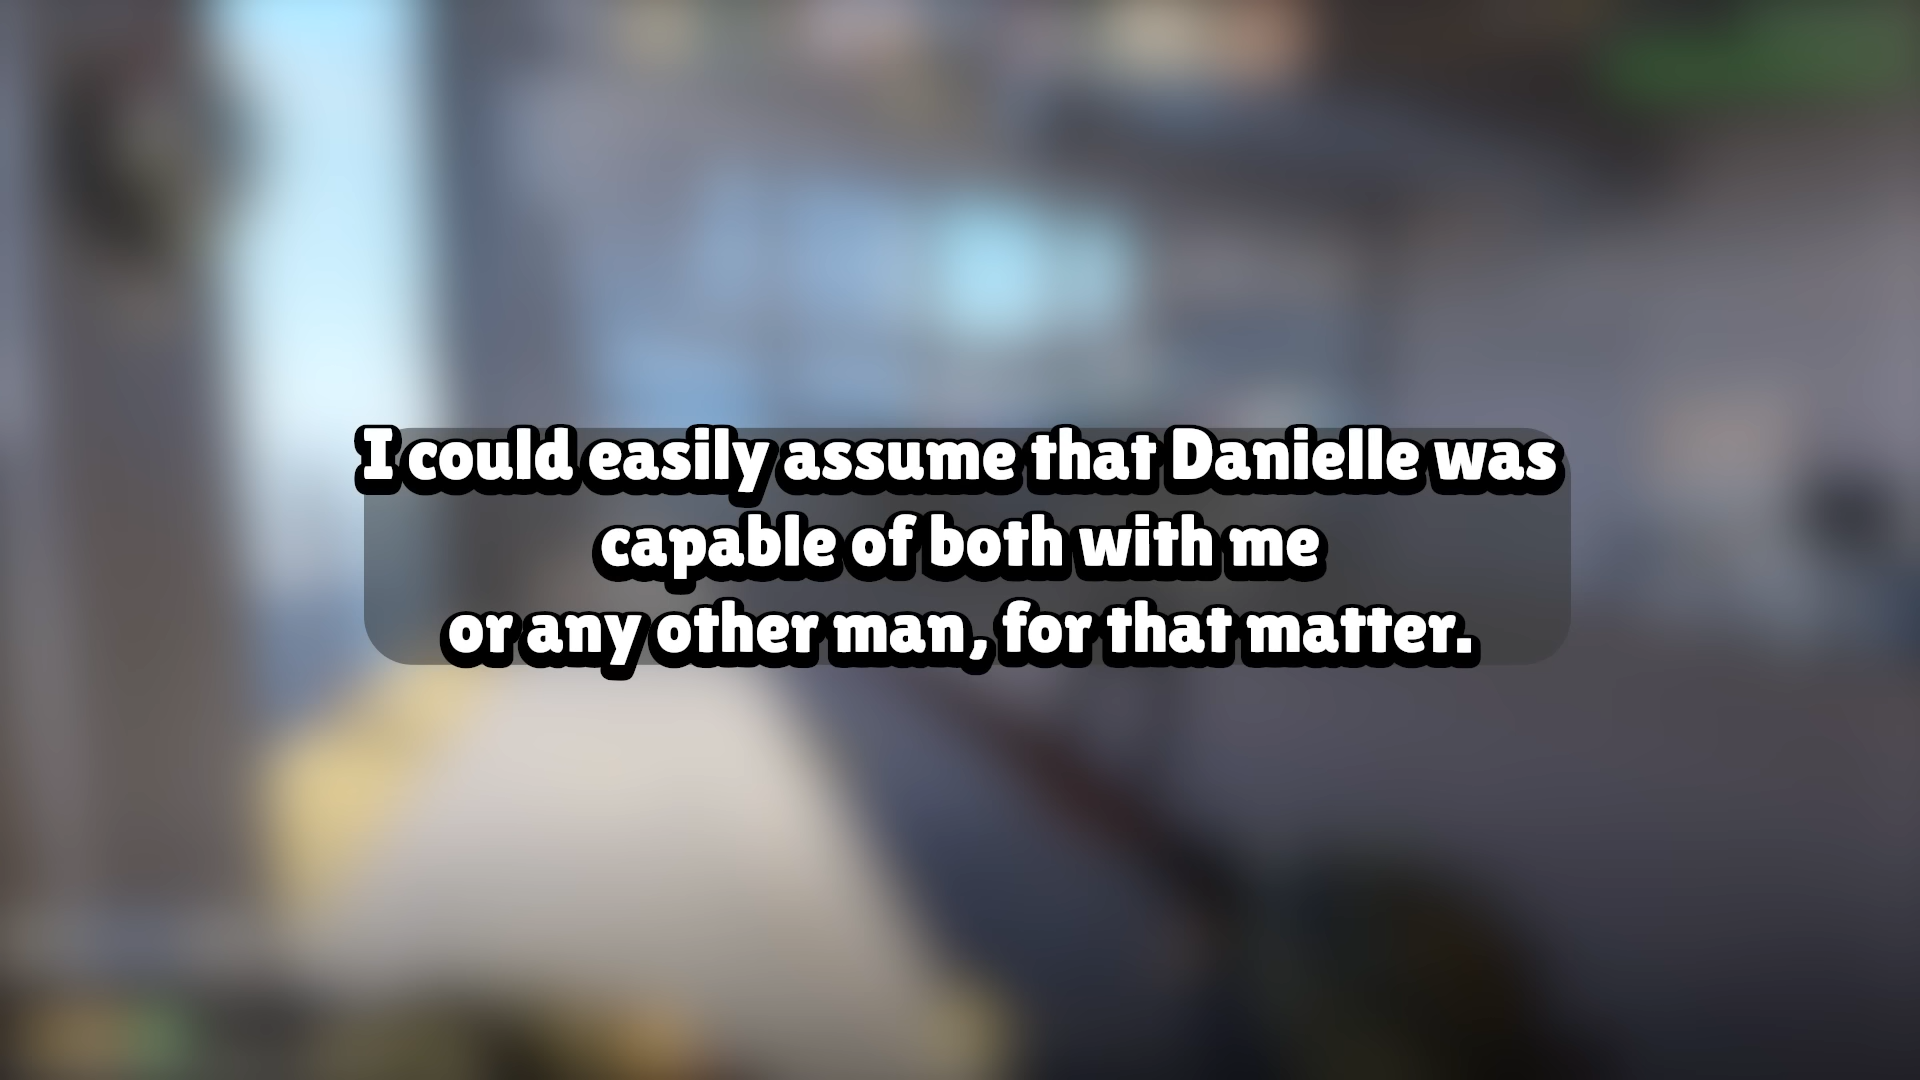 I could easily assume that Danielle was
capable of both with me
or any other man, for that matter.